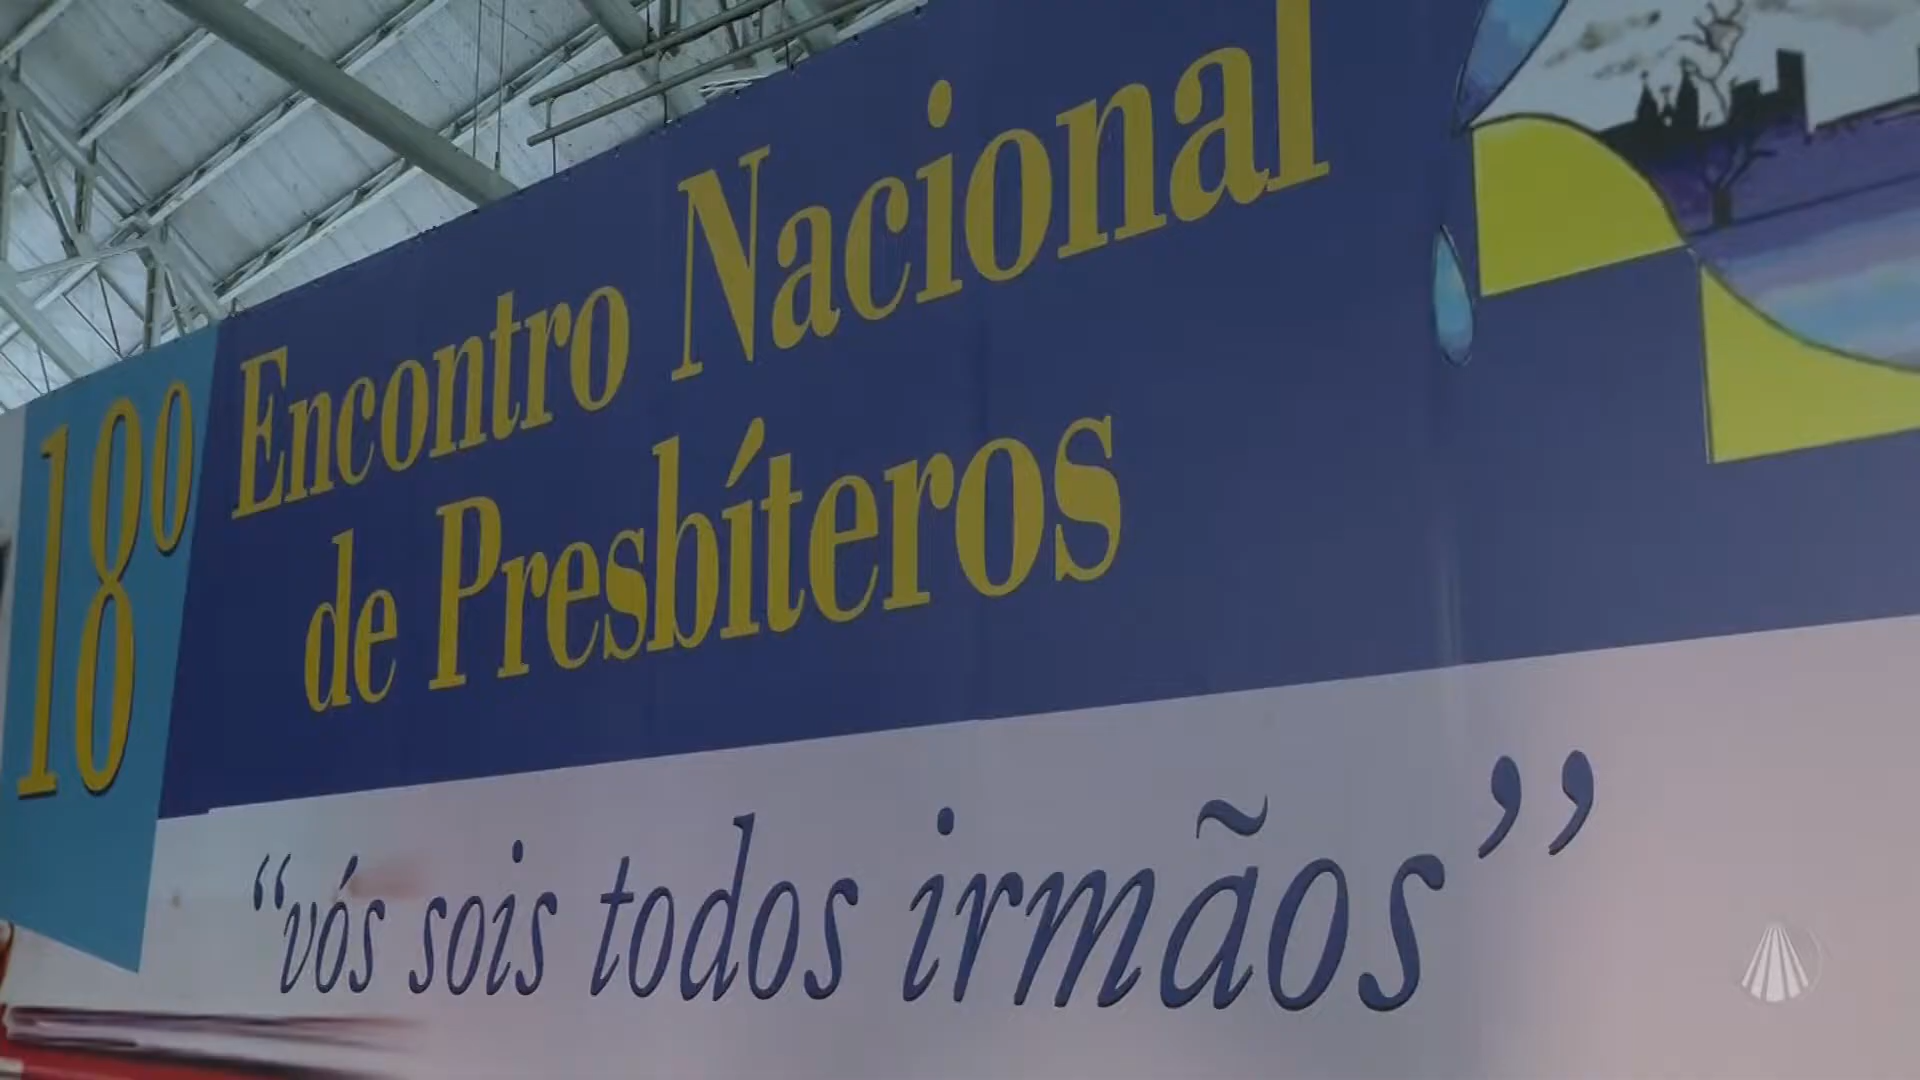 18º Encontro Nacional
de Presbíteros
“vós sois todos irmãos”